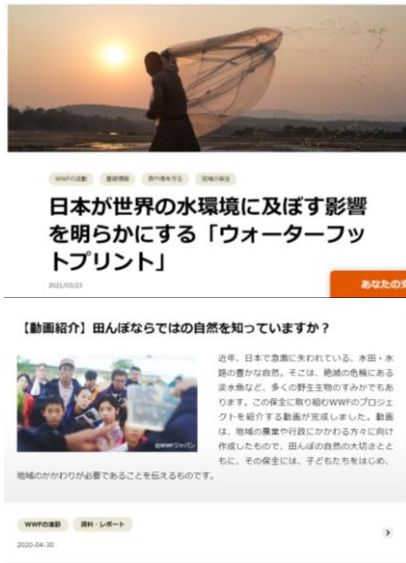 WWFの活動
基礎情報
森や海を守る
地域の保全
日本が世界の水環境に及ぼす影響
を明らかにする「ウォーターフッ
トプリント」
2021/03/23
あなたの支
【動画紹介】田んぼならではの自然を知っていますか？
近年、日本で急激に失われている、水田・水
路の豊かな自然。そこは、絶滅の危機にある
淡水魚など、多くの野生生物のすみかでもあ
ります。この保全に取り組むWWFのプロジェ
クトを紹介する動画が完成しました。動画
は、地域の農業や行政にかかわる方々に向け
作成したもので、田んぼの自然の大切さとと
もに、その保全には、子どもたちをはじめ、
地域のかかわりが必要であることを伝えるものです。
©WWFジャパン
WWFの活動
資料・レポート
2020-04-30